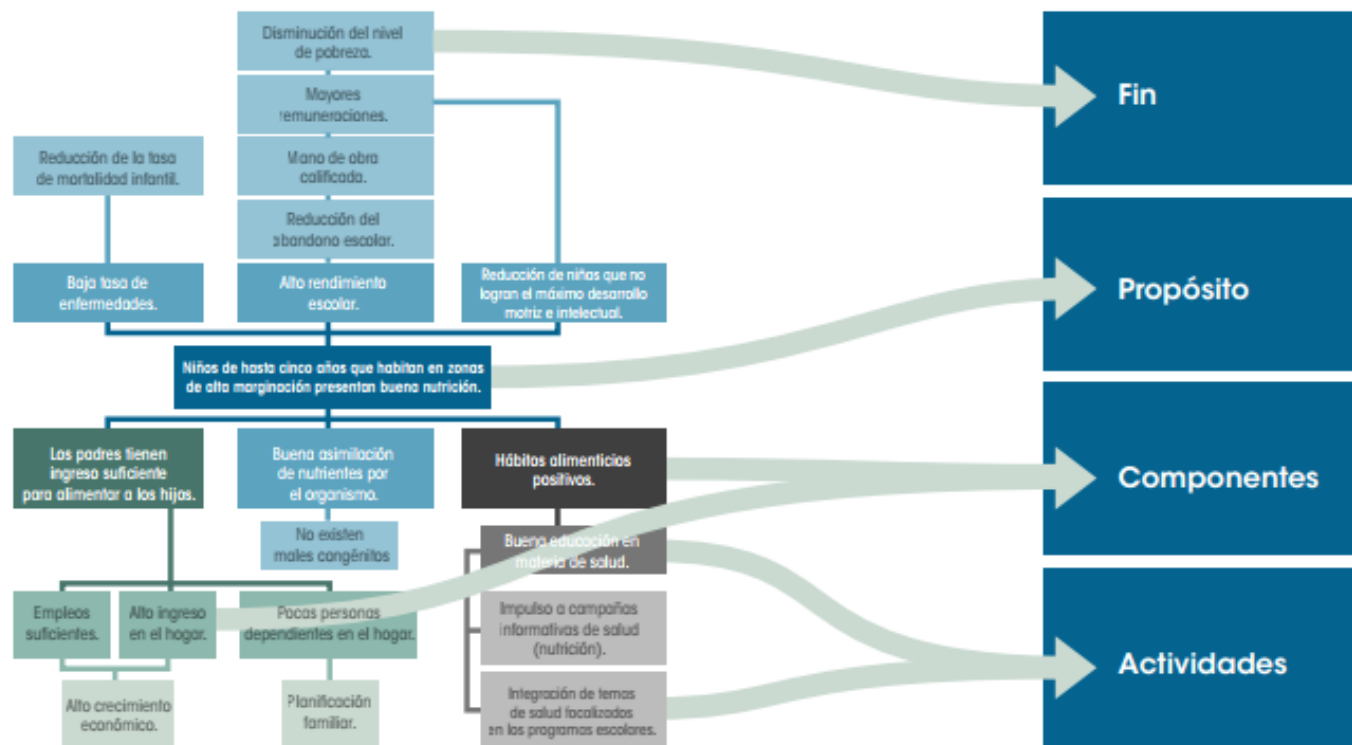 Disminución del nivel
de pobreza.
Fin
Mayores
remuneraciones.
Reducción de la tasa
de mortalidad infantil.
Mano de obra
calificada.
Reducción del
abandono escolar.
Propósito
Baja tasa de
enfermedades.
Alto rendimiento
escolar.
Reducción de niños que no
logran el máximo desarrollo
motriz e intelectual.
Niños de hasta cinco años que habitan en zonas
de alta marginación presentan buena nutrición.
Los padres tienen
ingreso suficiente
para alimentar a los hijos.
Buena asimilación
de nutrientes por
el organismo.
Hábitos alimenticios
positivos.
Componentes
No existen
males congénitos
Buena educación en
materia de salud.
Empleos
suficientes.
Alto ingreso
en el hogar.
Pocas personas
dependientes en el hogar.
Impulso a campañas
informativas de salud
(nutrición).
Actividades
Alto crecimiento
económico.
Planificación
familiar.
Integración de temas
de salud focalizados
en los programas escolares.